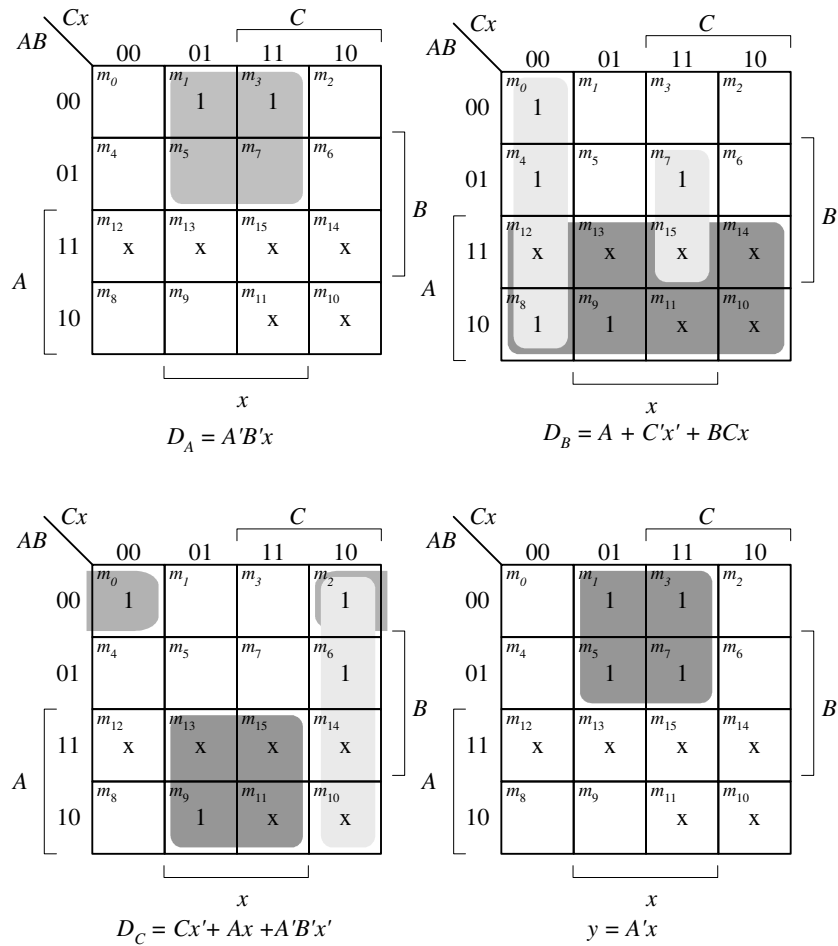 Cx
AB
C
00 01 11 10
m0 m1 m3 m2
00 1 1
m4 m5 m7 m6
01
B
m12 m13 m15 m14
11 x x x x
A
m8 m9 m11 m10
10 x x
x
D_A = A'B'x
Cx
AB
C
00 01 11 10
m0 m1 m3 m2
00 1
m4 m5 m7 m6
01 1 1
B
m12 m13 m15 m14
11 x x x x
A
m8 m9 m11 m10
10 1 1 x x
x
D_B = A + C'x' + BCx
Cx
AB
C
00 01 11 10
m0 m1 m3 m2
00 1 1
m4 m5 m7 m6
01 1
B
m12 m13 m15 m14
11 x x x x
A
m8 m9 m11 m10
10 1 x x
x
D_C = Cx'+ Ax +A'B'x'
Cx
AB
C
00 01 11 10
m0 m1 m3 m2
00 1 1
m4 m5 m7 m6
01 1 1
B
m12 m13 m15 m14
11 x x x x
A
m8 m9 m11 m10
10 x x
x
y = A'x